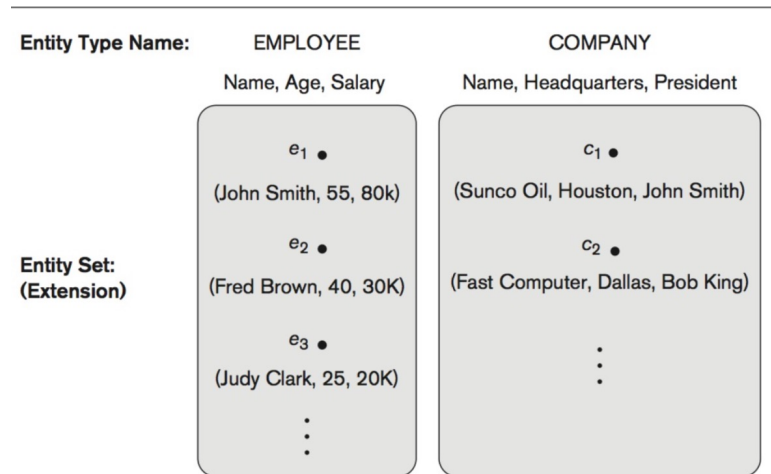 Entity Type Name: EMPLOYEE COMPANY
Name, Age, Salary Name, Headquarters, President
e1 • c1 •
(John Smith, 55, 80k) (Sunco Oil, Houston, John Smith)
e2 • c2 •
Entity Set:
(Extension)
(Fred Brown, 40, 30K) (Fast Computer, Dallas, Bob King)
e3 •
(Judy Clark, 25, 20K)